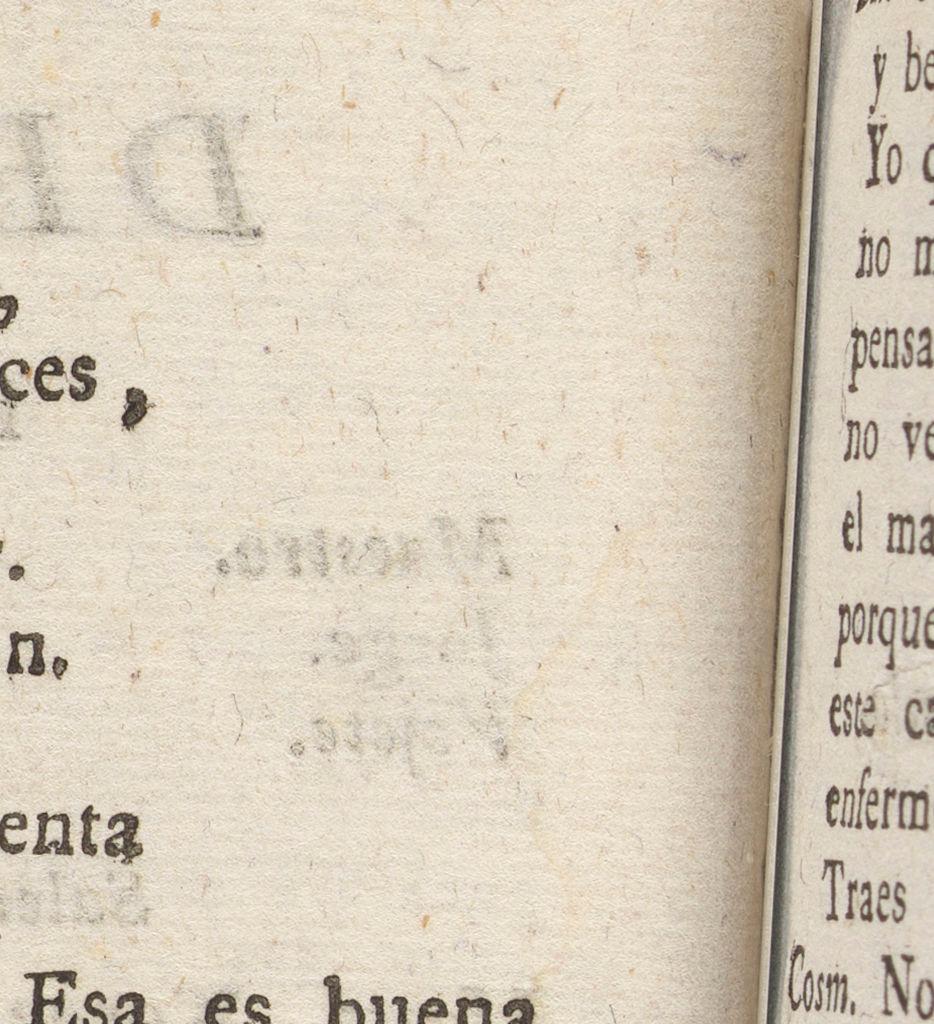 ces,
n.
enta
Esa es buena
y be
Yo
no m
pensa
no ve
el ma
porque
este ca
enferm
Traes
Cosm. No